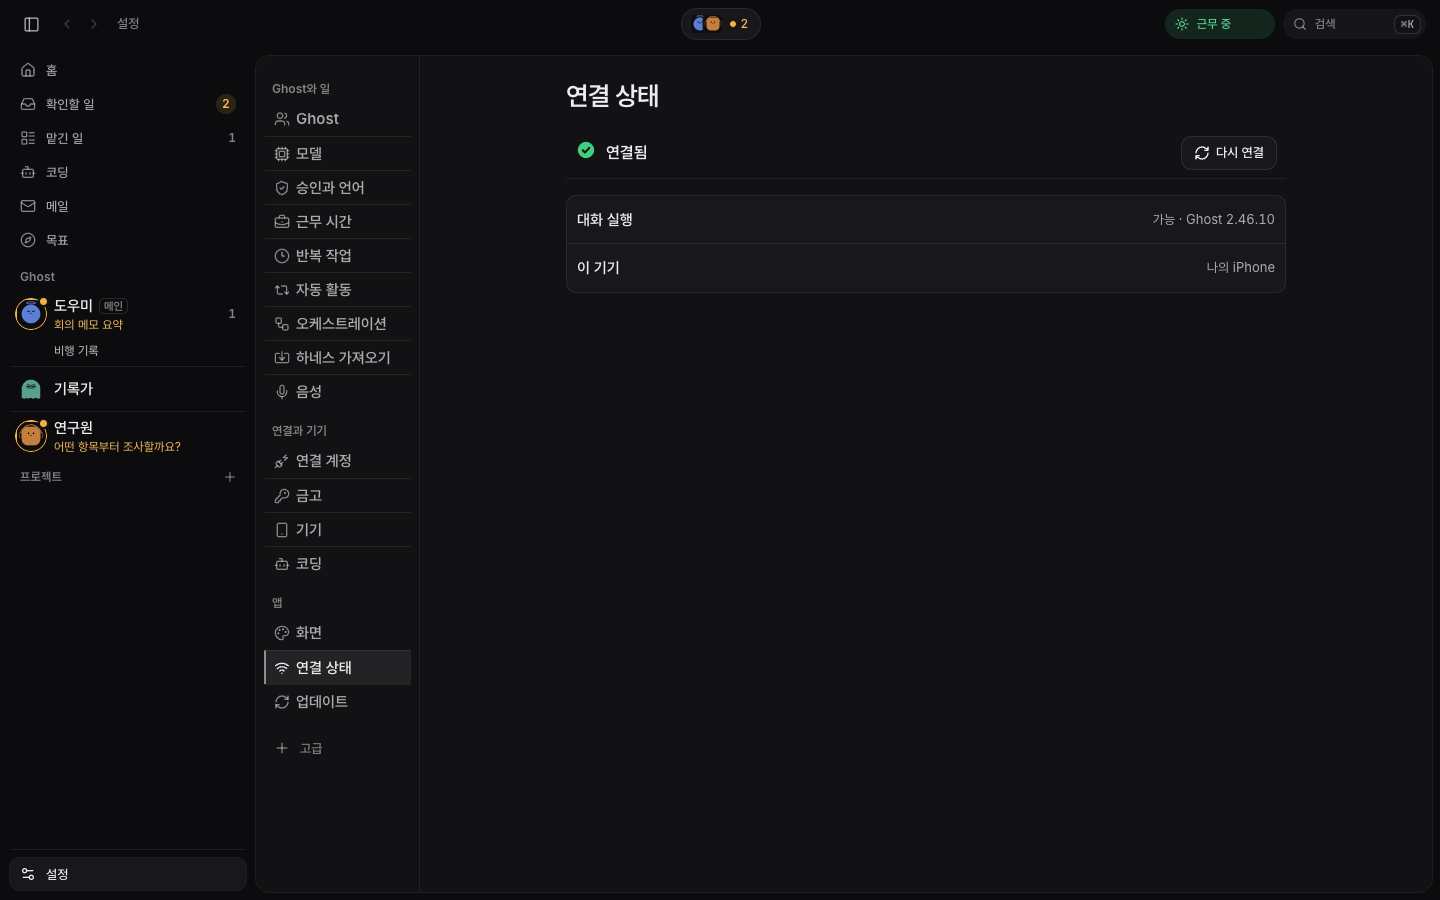 설정
2
근무 중
검색
⌘K
홈
확인할 일
2
맡긴 일
1
코딩
메일
목표
Ghost
도우미 메인
1
회의 메모 요약
비행 기록
기록가
연구원
어떤 항목부터 조사할까요?
프로젝트
설정
Ghost와 일
Ghost
모델
승인과 언어
근무 시간
반복 작업
자동 활동
오케스트레이션
하네스 가져오기
음성
연결과 기기
연결 계정
금고
기기
코딩
앱
화면
연결 상태
업데이트
고급
연결 상태
연결됨
다시 연결
대화 실행
가능 · Ghost 2.46.10
이 기기
나의 iPhone